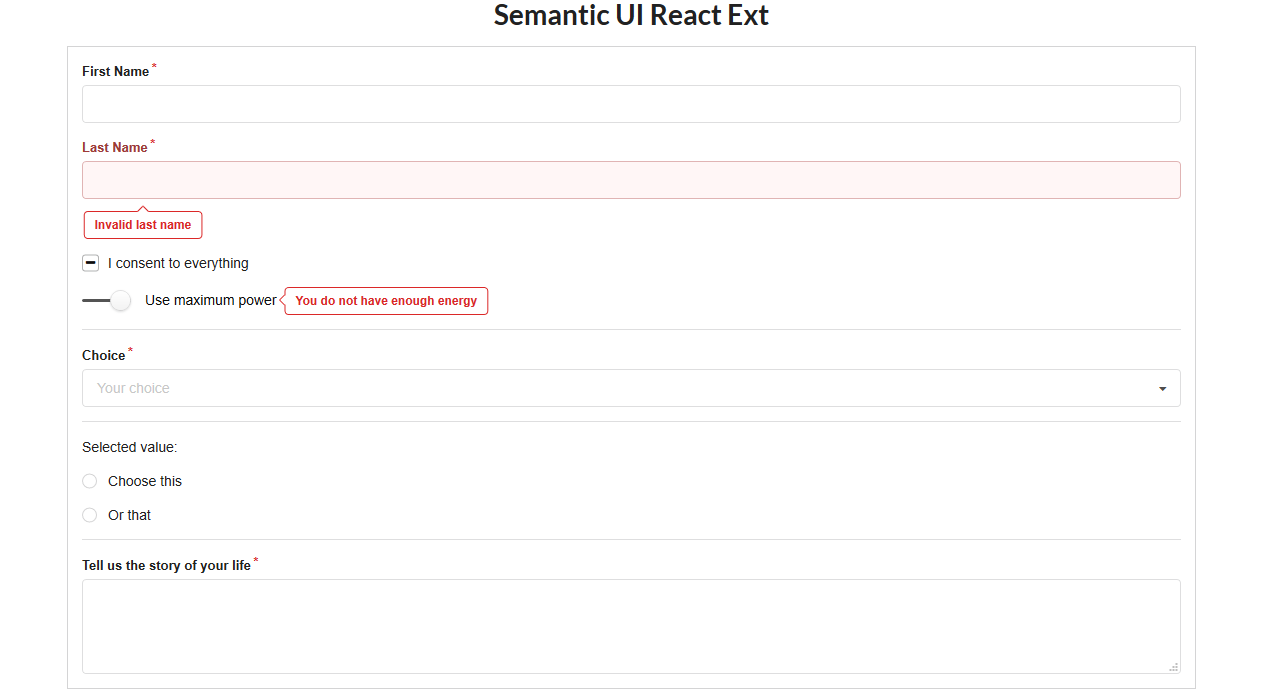 Semantic UI React Ext
First Name *
Last Name *
Invalid last name
I consent to everything
Use maximum power You do not have enough energy
Choice *
Your choice
Selected value:
Choose this
Or that
Tell us the story of your life *